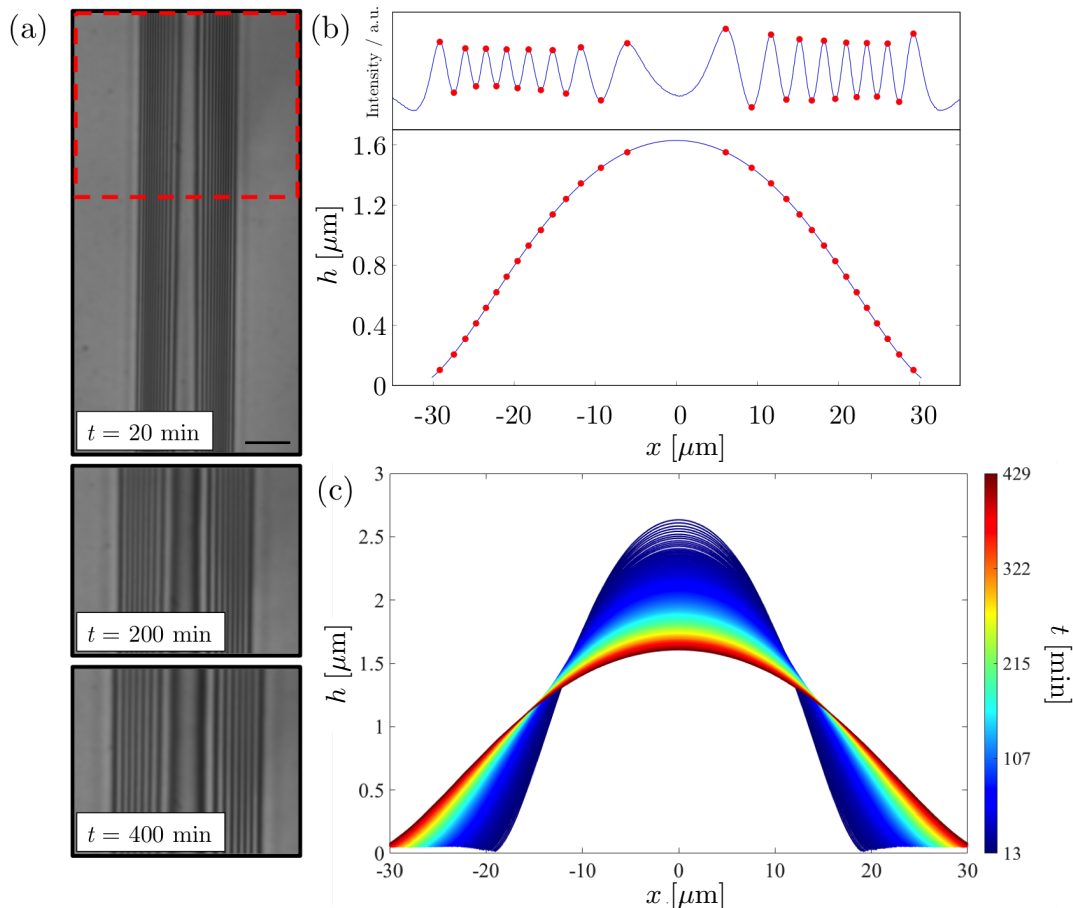 (a)
t = 20 min
t = 200 min
t = 400 min
(b)
Intensity / a.u.
h [μm]
1.6
1.2
0.8
0.4
0
-30
-20
-10
0
10
20
30
x [μm]
(c)
h [μm]
3
2.5
2
1.5
1
0.5
0
-30
-20
-10
0
10
20
30
x [μm]
429
322
215
107
13
t [min]